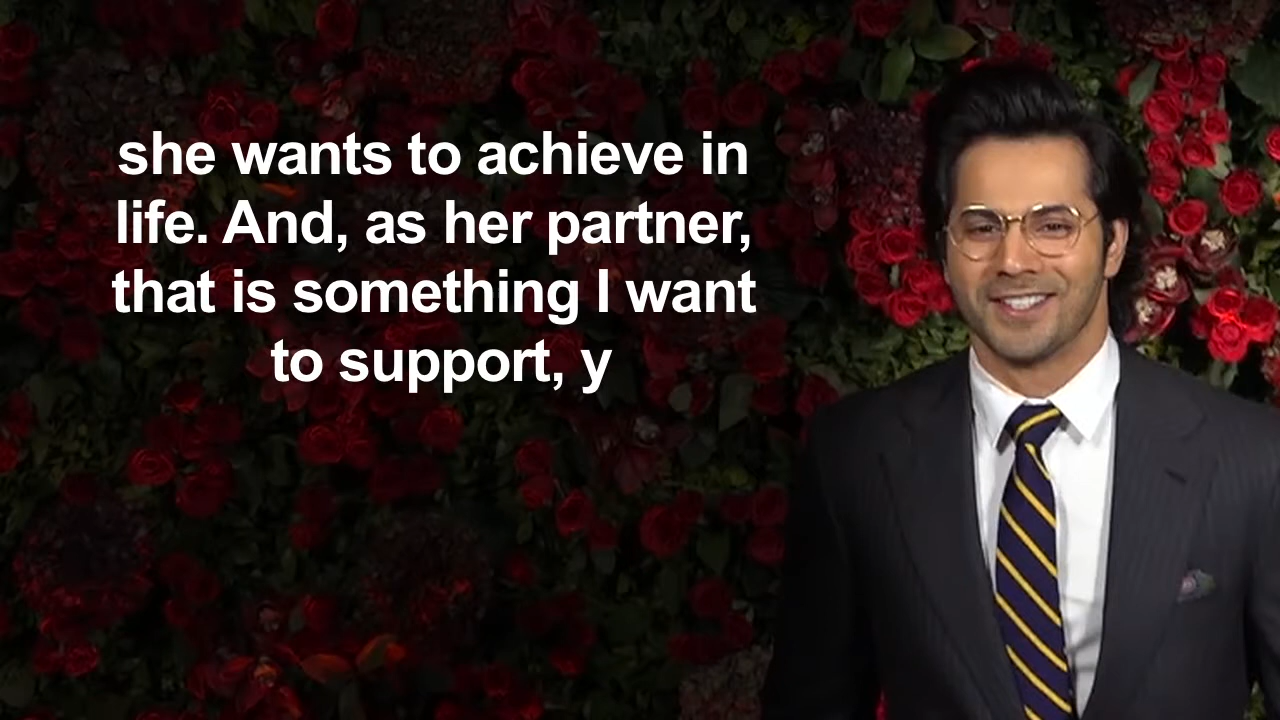 she wants to achieve in
life. And, as her partner,
that is something I want
to support, y